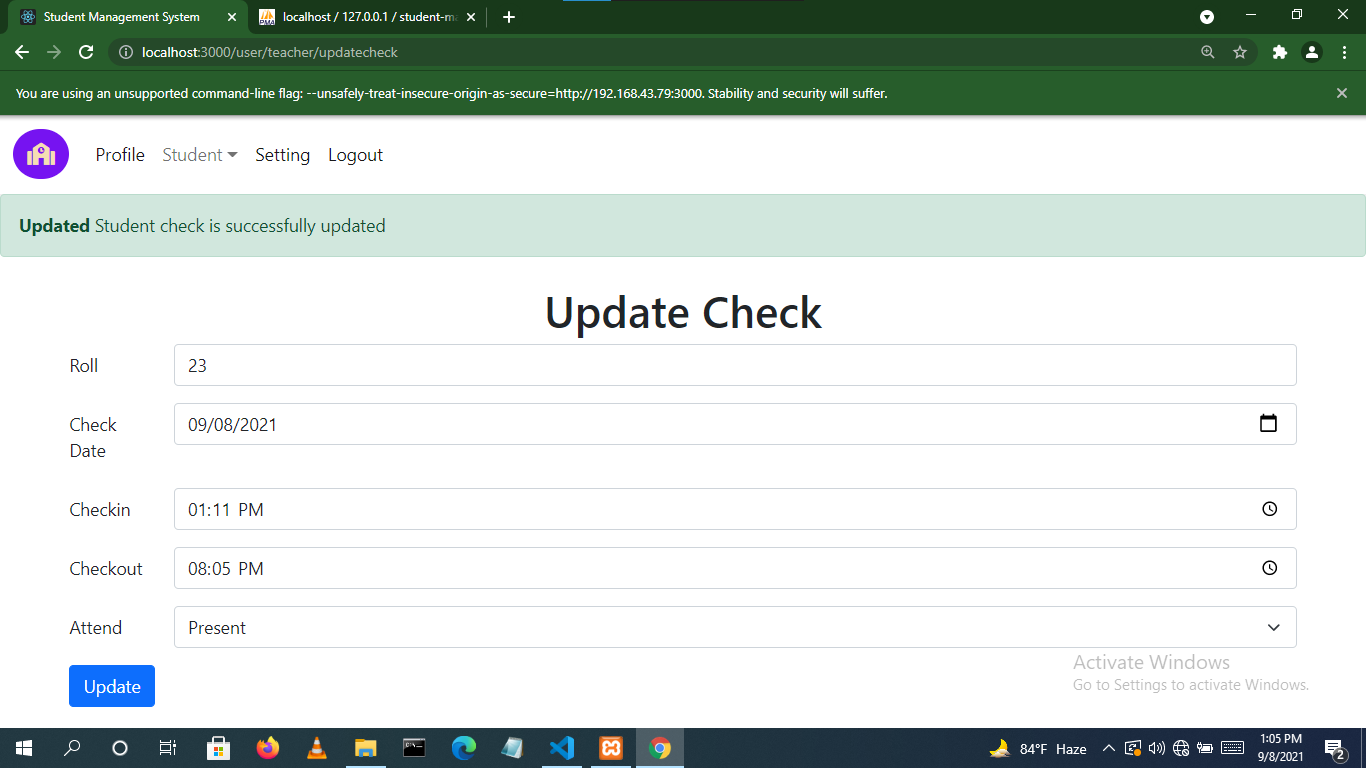 Student Management System
localhost / 127.0.0.1 / student-ma
localhost:3000/user/teacher/updatecheck
You are using an unsupported command-line flag: --unsafely-treat-insecure-origin-as-secure=http://192.168.43.79:3000. Stability and security will suffer.
Profile Student Setting Logout
Updated Student check is successfully updated
Update Check
Roll 23
Check Date 09/08/2021
Checkin 01:11 PM
Checkout 08:05 PM
Attend Present
Activate Windows
Go to Settings to activate Windows.
Update
84°F Haze
1:05 PM
9/8/2021
2